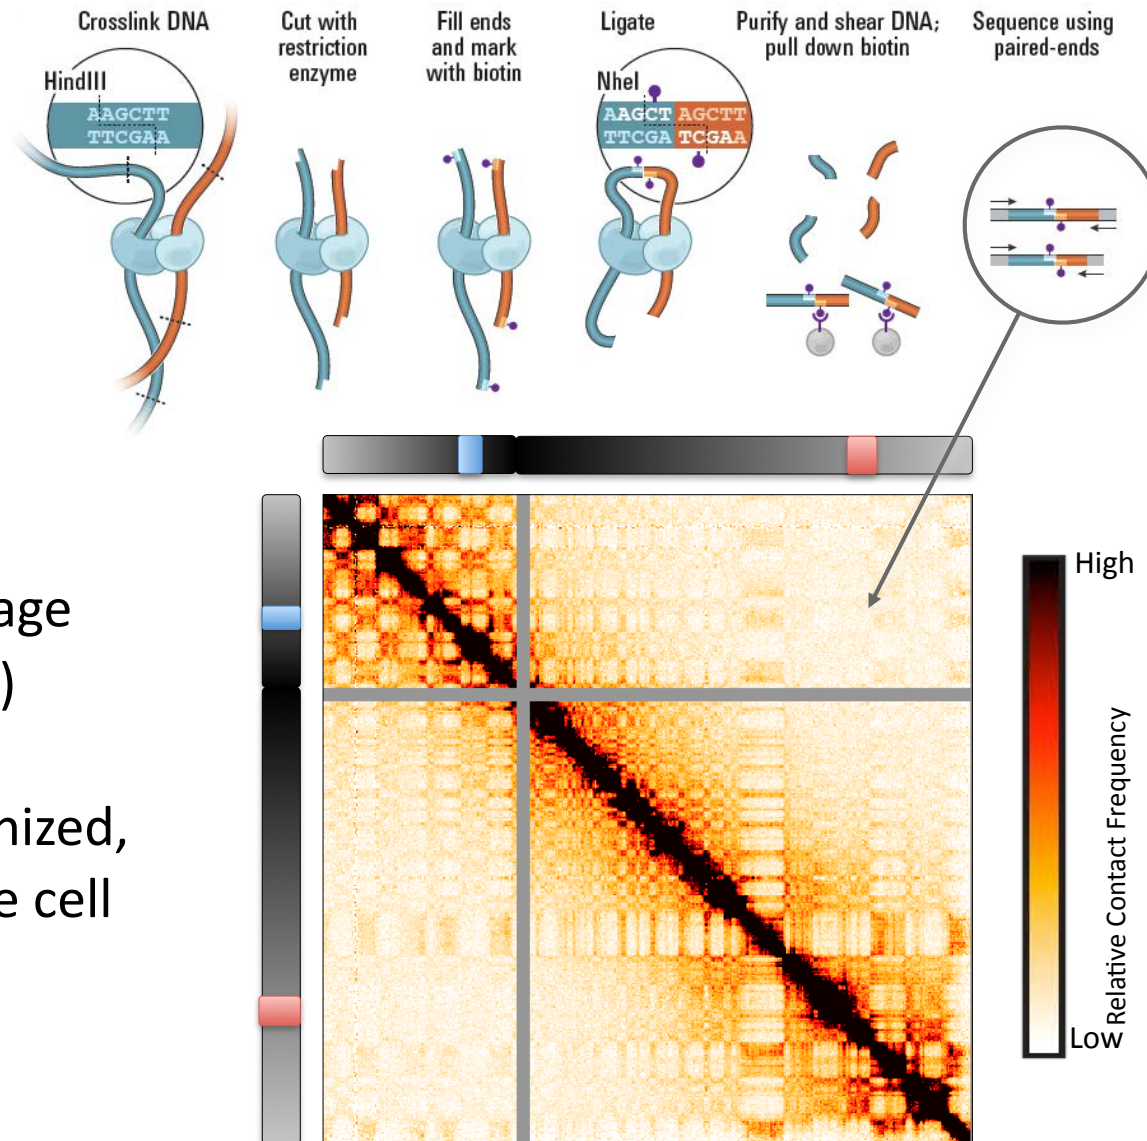 Crosslink DNA
Cut with
restriction
enzyme
Fill ends
and mark
with biotin
Ligate
Purify and shear DNA;
pull down biotin
Sequence using
paired-ends
HindIII
AAGCTT
TTCGAA
NheI
AAGCT AGCTT
TTCGA TCGAA
age
)
nized,
e cell
High
Relative Contact Frequency
Low